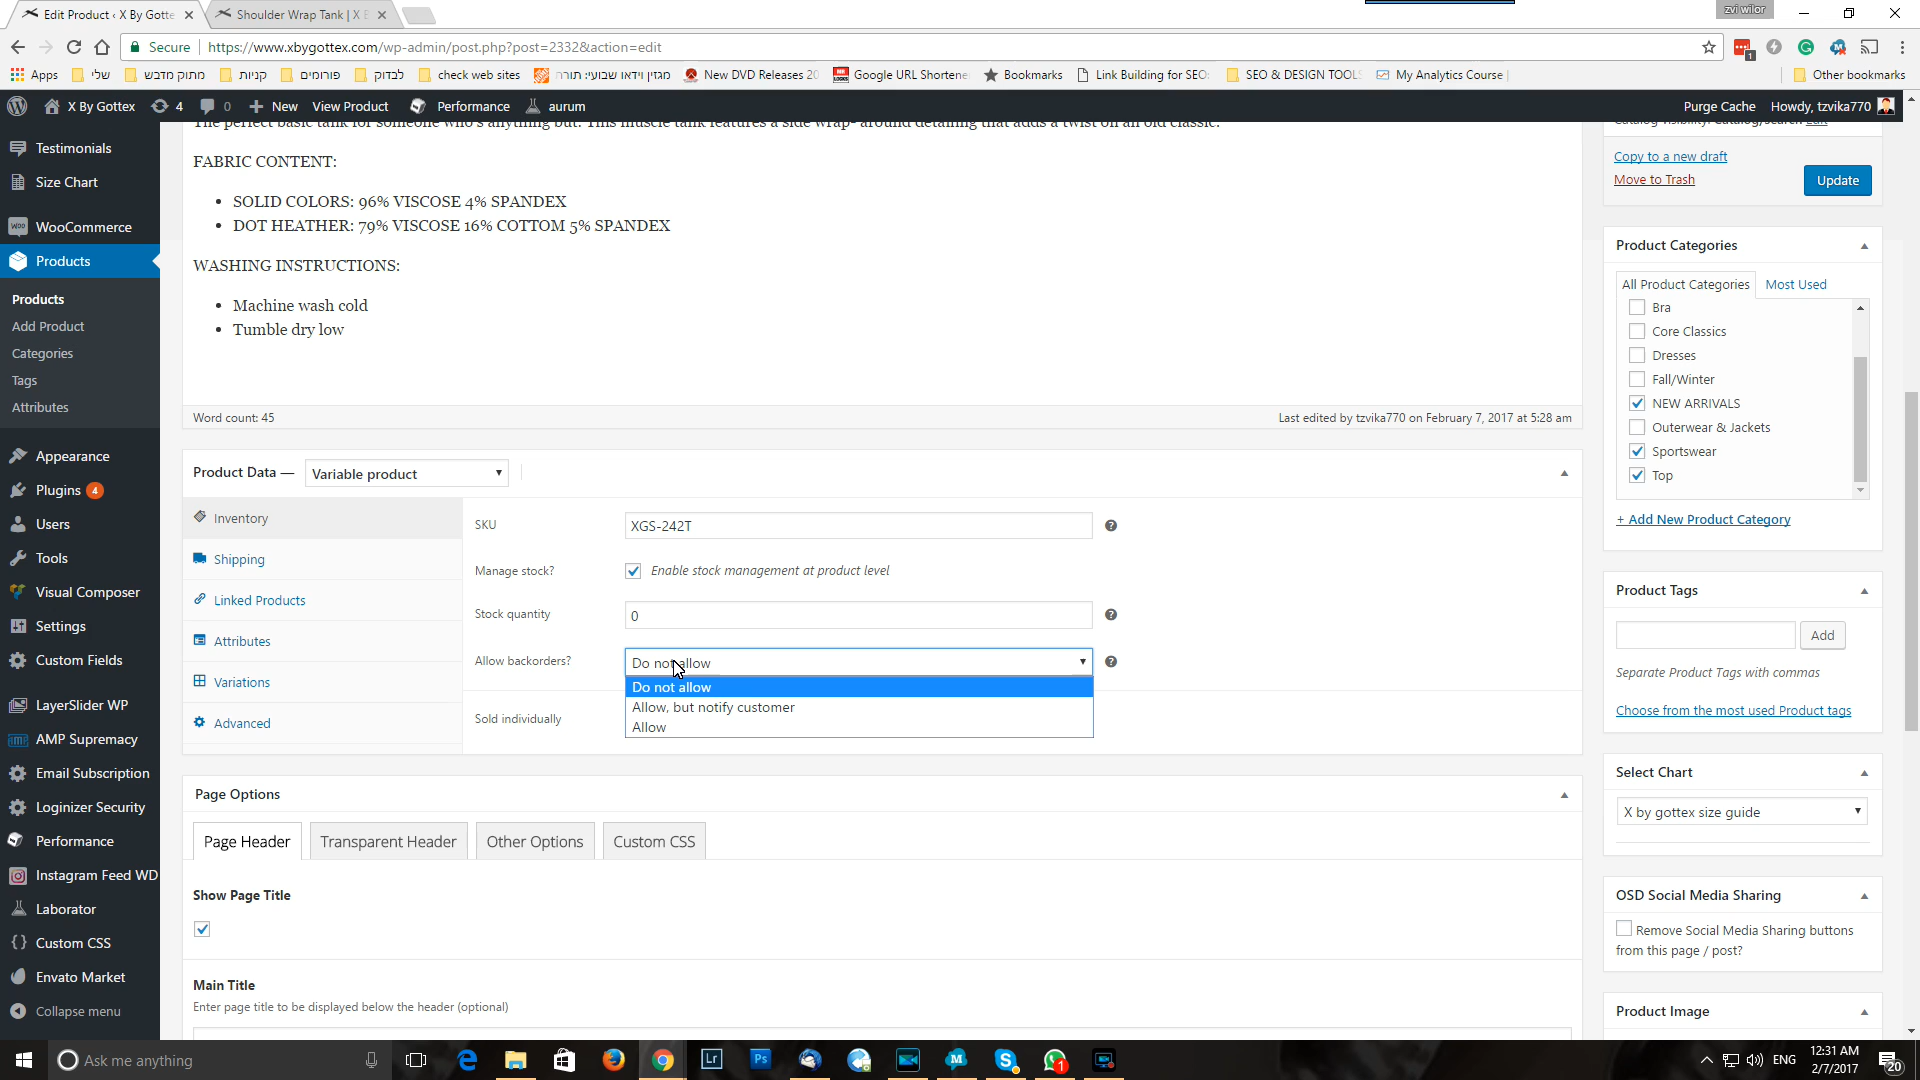 Edit Product ‹ X By Gotte
Shoulder Wrap Tank | X E
zvi wilor
Secure
https://www.xbygottex.com/wp-admin/post.php?post=2332&action=edit
1
Apps
שלי
מתוק מדבש
קניות
פורומים
לבדוק
check web sites
מגזין וידאו שבועי: תורה
New DVD Releases 20
Google URL Shortene
Bookmarks
Link Building for SEO:
SEO & DESIGN TOOLS
My Analytics Course |
Other bookmarks
X By Gottex
4
0
New
View Product
Performance
aurum
Purge Cache
Howdy, tzvika770
Testimonials
Size Chart
WooCommerce
Products
Products
Add Product
Categories
Tags
Attributes
Appearance
Plugins 4
Users
Tools
Visual Composer
Settings
Custom Fields
LayerSlider WP
AMP Supremacy
Email Subscription
Loginizer Security
Performance
Instagram Feed WD
Laborator
Custom CSS
Envato Market
Collapse menu
The perfect basic tank for someone who's anything but. This muscle tank features a side wrap- around detailing that adds a twist on an old classic.
FABRIC CONTENT:
• SOLID COLORS: 96% VISCOSE 4% SPANDEX
• DOT HEATHER: 79% VISCOSE 16% COTTOM 5% SPANDEX
WASHING INSTRUCTIONS:
• Machine wash cold
• Tumble dry low
Word count: 45
Last edited by tzvika770 on February 7, 2017 at 5:28 am
Product Data —
Variable product
Inventory
Shipping
Linked Products
Attributes
Variations
Advanced
SKU
XGS-242T
Manage stock?
Enable stock management at product level
Stock quantity
0
Allow backorders?
Do not allow
Do not allow
Allow, but notify customer
Allow
Sold individually
Page Options
Page Header
Transparent Header
Other Options
Custom CSS
Show Page Title
Main Title
Enter page title to be displayed below the header (optional)
Catalog visibility: Catalog/search Edit
Copy to a new draft
Move to Trash
Update
Product Categories
All Product Categories
Most Used
Bra
Core Classics
Dresses
Fall/Winter
NEW ARRIVALS
Outerwear & Jackets
Sportswear
Top
+ Add New Product Category
Product Tags
Add
Separate Product Tags with commas
Choose from the most used Product tags
Select Chart
X by gottex size guide
OSD Social Media Sharing
Remove Social Media Sharing buttons
from this page / post?
Product Image
Ask me anything
Lr
Ps
1
ENG
12:31 AM
2/7/2017
20